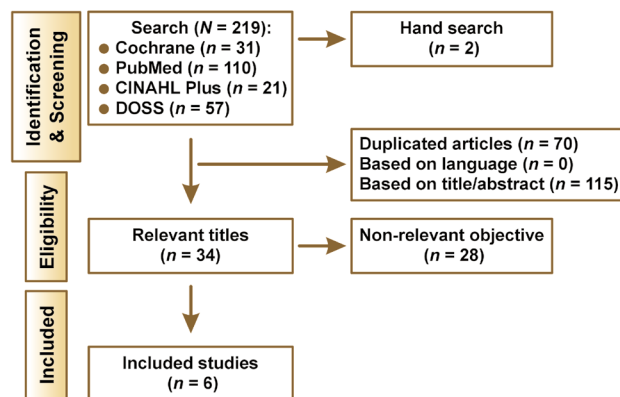 Identification
& Screening
Search (N = 219):
● Cochrane (n = 31)
● PubMed (n = 110)
● CINAHL Plus (n = 21)
● DOSS (n = 57)
Hand search
(n = 2)
Duplicated articles (n = 70)
Based on language (n = 0)
Based on title/abstract (n = 115)
Eligibility
Relevant titles
(n = 34)
Non-relevant objective
(n = 28)
Included
Included studies
(n = 6)